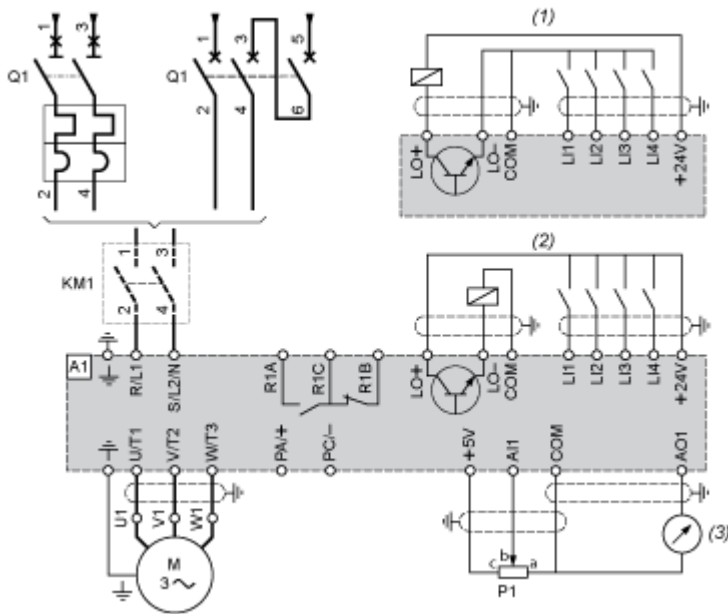 1 3 1 3 5 (1)
Q1 Q1
2 4 6
2 4
LO+ LO- COM LI1 LI2 LI3 LI4 +24V
1 3 (2)
KM1
2 4
A1 R/L1 S/L2/N R1A R1C R1B LO+ LO- COM LI1 LI2 LI3 LI4 +24V
U/T1 V/T2 W/T3 PA/+ PC/- +5V AI1 COM AO1
U1 V1 W1
(3)
M
3~
c b a
P1